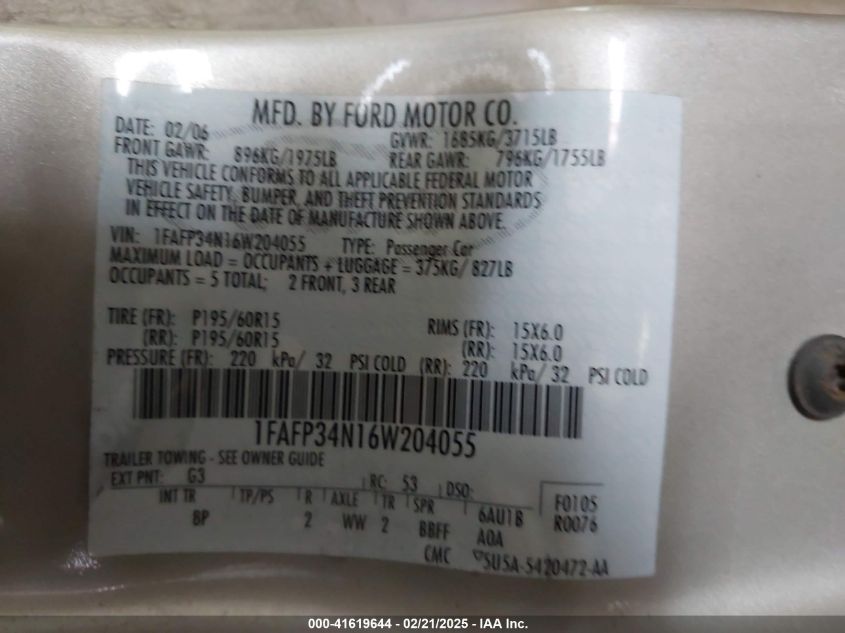 MFD. BY FORD MOTOR CO.
DATE: 02/06 GVWR: 1685KG/3715LB
FRONT GAWR: 896KG/1975LB REAR GAWR: 796KG/1755LB
THIS VEHICLE CONFORMS TO ALL APPLICABLE FEDERAL MOTOR
VEHICLE SAFETY, BUMPER, AND THEFT PREVENTION STANDARDS
IN EFFECT ON THE DATE OF MANUFACTURE SHOWN ABOVE.
VIN: 1FAFP34N16W204055 TYPE: Passenger Car
MAXIMUM LOAD = OCCUPANTS + LUGGAGE = 375KG/ 827LB
OCCUPANTS = 5 TOTAL; 2 FRONT, 3 REAR
TIRE (FR): P195/60R15 RIMS (FR): 15X6.0
(RR): P195/60R15 (RR): 15X6.0
PRESSURE (FR): 220 kPa/ 32 PSI COLD (RR): 220 kPa/ 32 PSI COLD
1FAFP34N16W204055
TRAILER TOWING - SEE OWNER GUIDE
EXT PNT: G3 RC: 53 DSO: F0105
INT TR TP/PS R AXLE TR SPR 6AU1B R0076
BP 2 WW 2 BBFF AOA
CMC 5U5A-5420472-AA
000-41619644 - 02/21/2025 - IAA Inc.